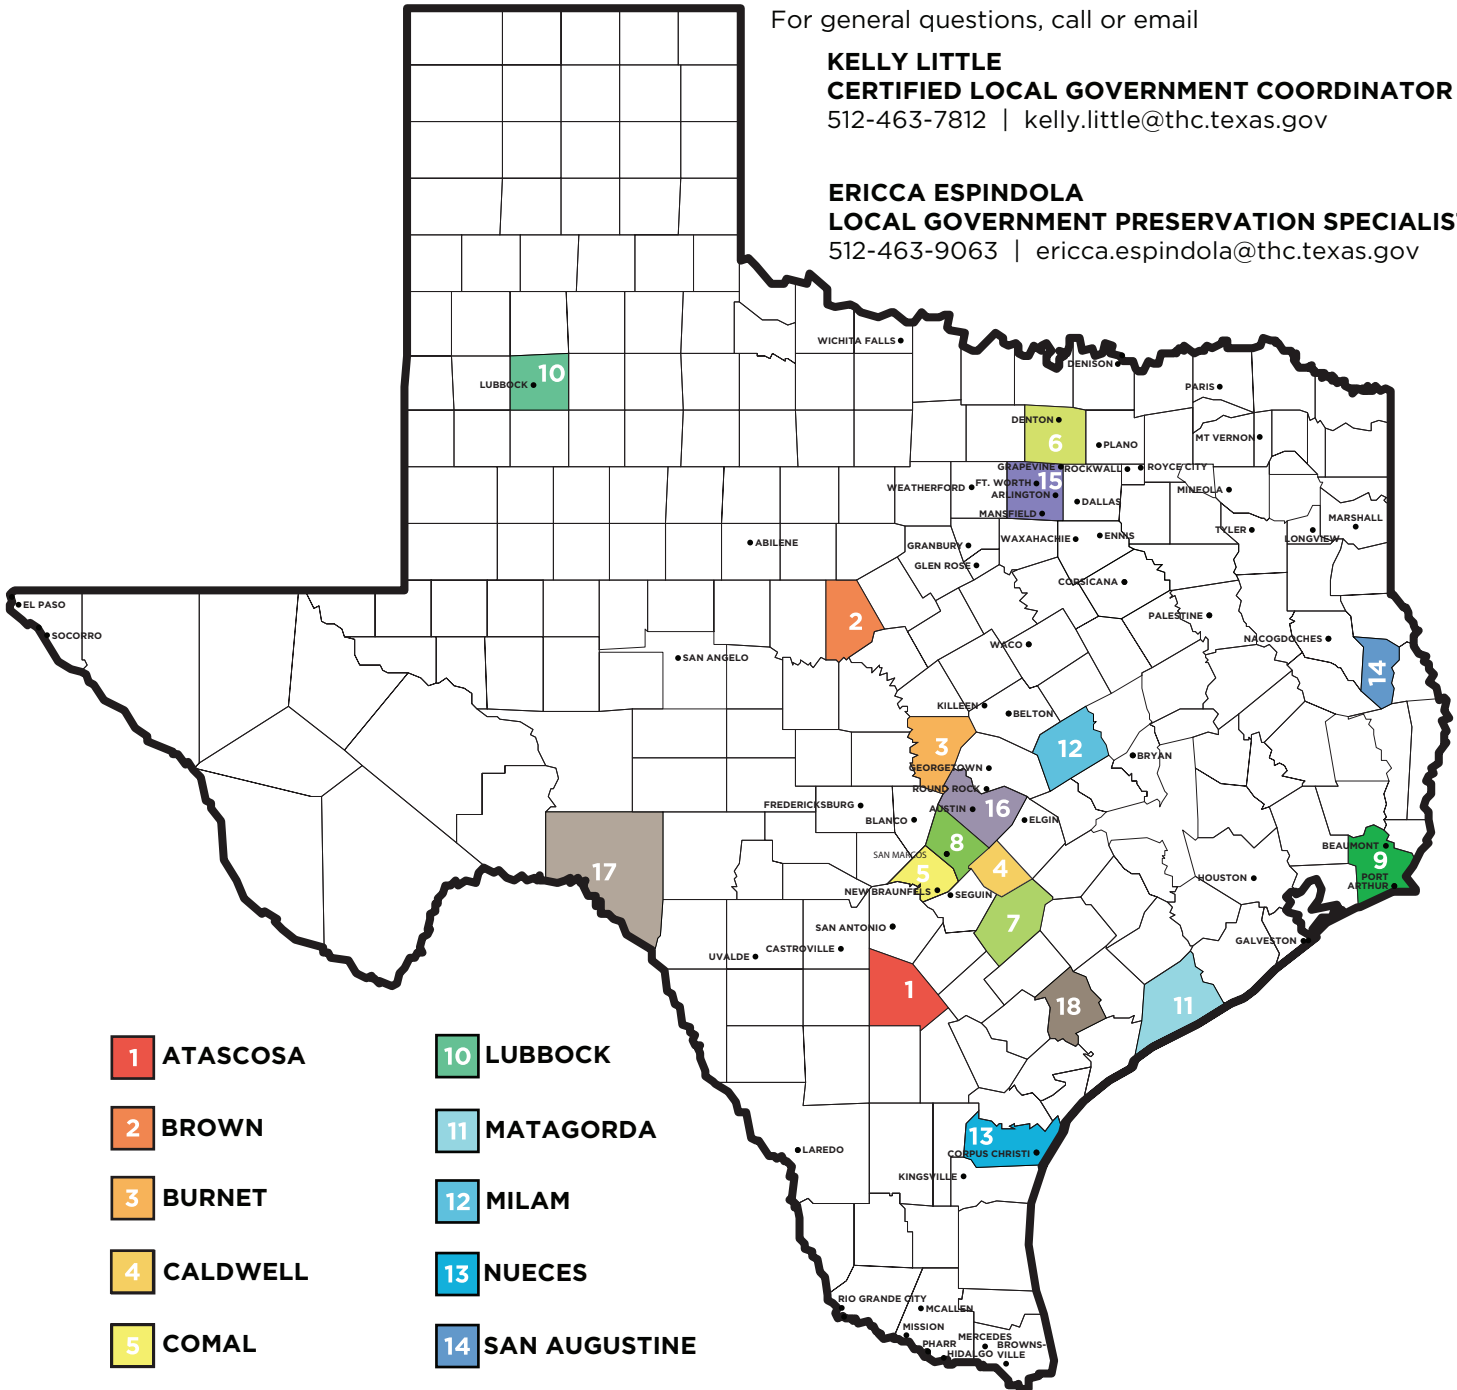 For general questions, call or email
KELLY LITTLE
CERTIFIED LOCAL GOVERNMENT COORDINATOR
512-463-7812 | kelly.little@thc.texas.gov
ERICCA ESPINDOLA
LOCAL GOVERNMENT PRESERVATION SPECIALIST
512-463-9063 | ericca.espindola@thc.texas.gov
WICHITA FALLS
DENISON
10
LUBBOCK
PARIS
DENTON
6
PLANO
MT VERNON
GRAPEVINE
ROCKWALL
ROYCE CITY
WEATHERFORD
FT. WORTH
15
ARLINGTON
DALLAS
MINEOLA
MANSFIELD
MARSHALL
TYLER
LONGVIEW
ABILENE
GRANBURY
WAXAHACHIE
ENNIS
GLEN ROSE
CORSICANA
EL PASO
SOCORRO
2
PALESTINE
NACOGDOCHES
WACO
SAN ANGELO
14
KILLEEN
BELTON
3
12
BRYAN
GEORGETOWN
ROUND ROCK
FREDERICKSBURG
AUSTIN
16
BLANCO
ELGIN
8
SAN MARCOS
BEAUMONT
9
17
5
4
PORT
ARTHUR
HOUSTON
NEW BRAUNFELS
SEGUIN
7
SAN ANTONIO
GALVESTON
CASTROVILLE
UVALDE
1
18
11
13
CORPUS CHRISTI
LAREDO
KINGSVILLE
RIO GRANDE CITY
MCALLEN
MISSION
PHARR
HIDALGO
MERCEDES
BROWNS-
VILLE
1 ATASCOSA
2 BROWN
3 BURNET
4 CALDWELL
5 COMAL
10 LUBBOCK
11 MATAGORDA
12 MILAM
13 NUECES
14 SAN AUGUSTINE